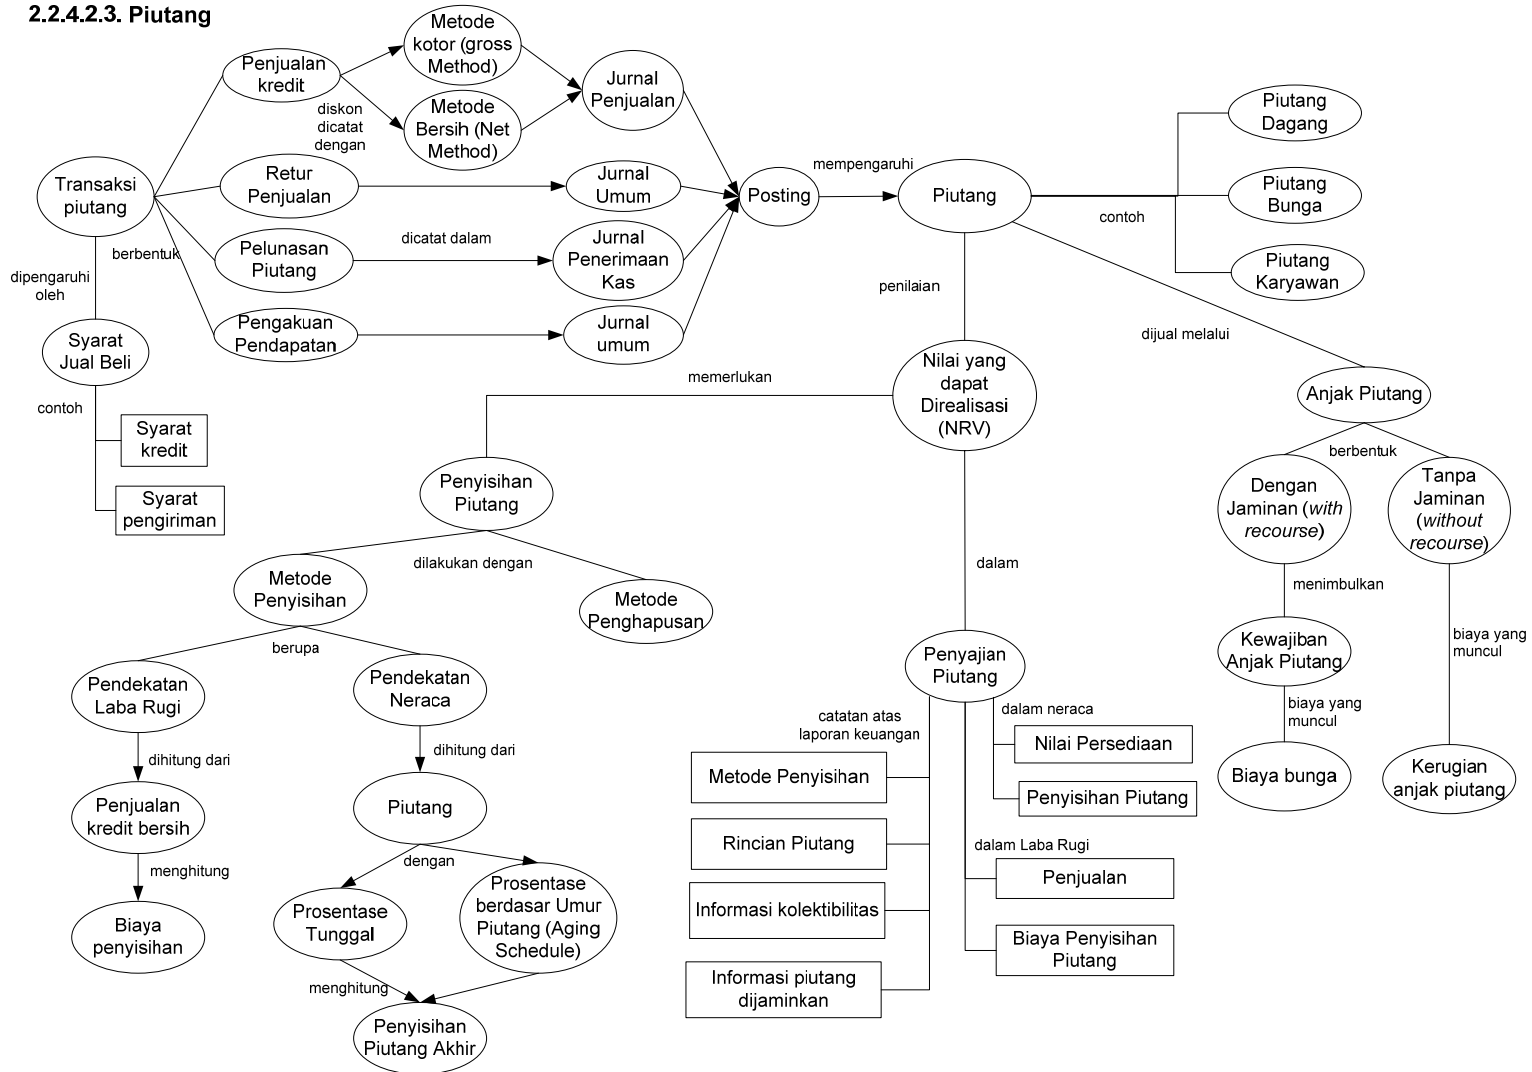 2.2.4.2.3. Piutang
Metode
kotor (gross
Method)
Penjualan
kredit
Jurnal
Penjualan
diskon
dicatat
dengan
Metode
Bersih (Net
Method)
Piutang
Dagang
Transaksi
piutang
Retur
Penjualan
Jurnal
Umum
Posting
mempengaruhi
Piutang
contoh
Piutang
Bunga
berbentuk
Pelunasan
Piutang
dicatat dalam
Jurnal
Penerimaan
Kas
Piutang
Karyawan
dipengaruhi
oleh
penilaian
Pengakuan
Pendapatan
Jurnal
umum
dijual melalui
Syarat
Jual Beli
contoh
Syarat
kredit
Syarat
pengiriman
memerlukan
Nilai yang
dapat
Direalisasi
(NRV)
Anjak Piutang
berbentuk
Dengan
Jaminan (with
recourse)
Tanpa
Jaminan
(without
recourse)
Penyisihan
Piutang
dilakukan dengan
dalam
menimbulkan
Metode
Penyisihan
Metode
Penghapusan
berupa
Kewajiban
Anjak Piutang
biaya yang
muncul
Pendekatan
Laba Rugi
Pendekatan
Neraca
Penyajian
Piutang
biaya yang
muncul
catatan atas
laporan keuangan
dalam neraca
dihitung dari
dihitung dari
Nilai Persediaan
Metode Penyisihan
Biaya bunga
Kerugian
anjak piutang
Penyisihan Piutang
Penjualan
kredit bersih
Piutang
Rincian Piutang
dalam Laba Rugi
dengan
menghitung
Penjualan
Prosentase
Tunggal
Prosentase
berdasar Umur
Piutang (Aging
Schedule)
Informasi kolektibilitas
Biaya
penyisihan
Biaya Penyisihan
Piutang
menghitung
Informasi piutang
dijaminkan
Penyisihan
Piutang Akhir